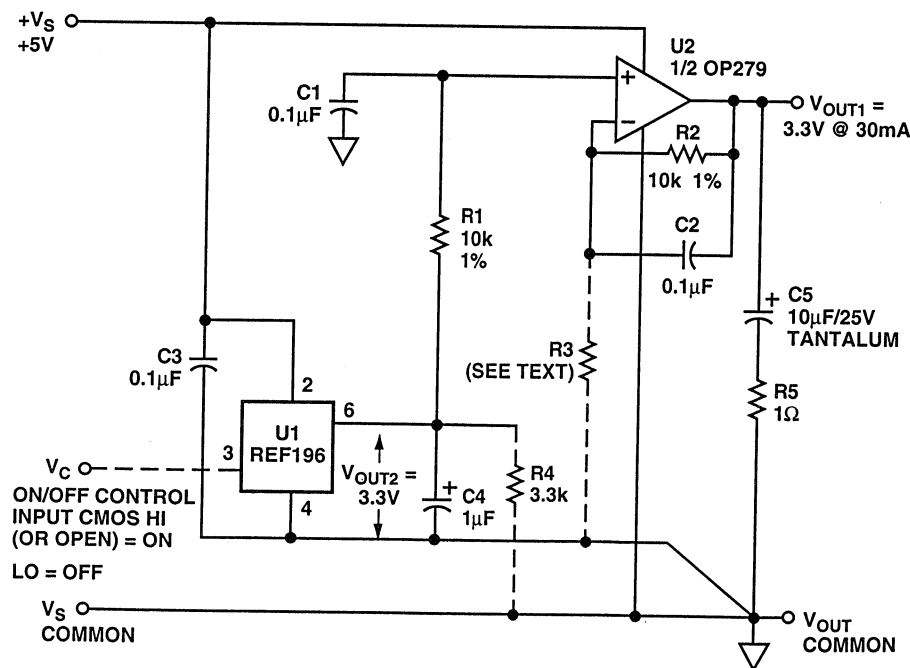 +VS
+5V
U2
1/2 OP279
C1
0.1µF
+
−
VOUT1 =
3.3V @ 30mA
R2
10k 1%
R1
10k
1%
C2
0.1µF
+
C5
10µF/25V
TANTALUM
R3
(SEE TEXT)
C3
0.1µF
R5
1Ω
2
6
U1
REF196
3
4
VC
ON/OFF CONTROL
INPUT CMOS HI
(OR OPEN) = ON
LO = OFF
VOUT2 =
3.3V
+
C4
1µF
R4
3.3k
VS
COMMON
VOUT
COMMON